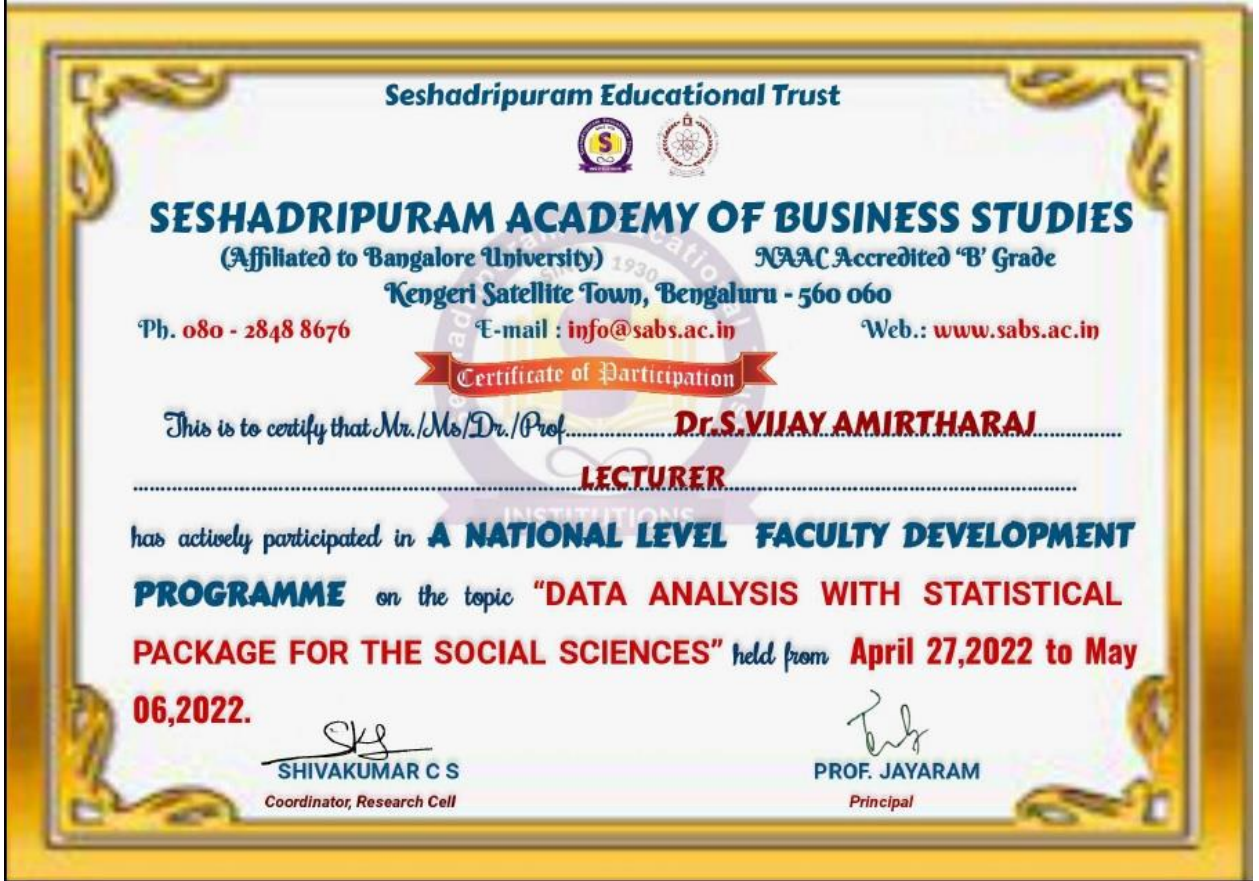 Seshadripuram Educational Trust
SESHADRIPURAM ACADEMY OF BUSINESS STUDIES
(Affiliated to Bangalore University) NAAC Accredited 'B' Grade
Kengeri Satellite Town, Bengaluru - 560 060
Ph. 080 - 2848 8676 E-mail : info@sabs.ac.in Web.: www.sabs.ac.in
Certificate of Participation
This is to certify that Mr./Ms/Dr./Prof.................... Dr.S.VIJAY AMIRTHARAJ
LECTURER
has actively participated in A NATIONAL LEVEL FACULTY DEVELOPMENT
PROGRAMME on the topic "DATA ANALYSIS WITH STATISTICAL
PACKAGE FOR THE SOCIAL SCIENCES" held from April 27,2022 to May
06,2022.
SHIVAKUMAR C S PROF. JAYARAM
Coordinator, Research Cell Principal
SINCE 1930
INSTITUTIONS